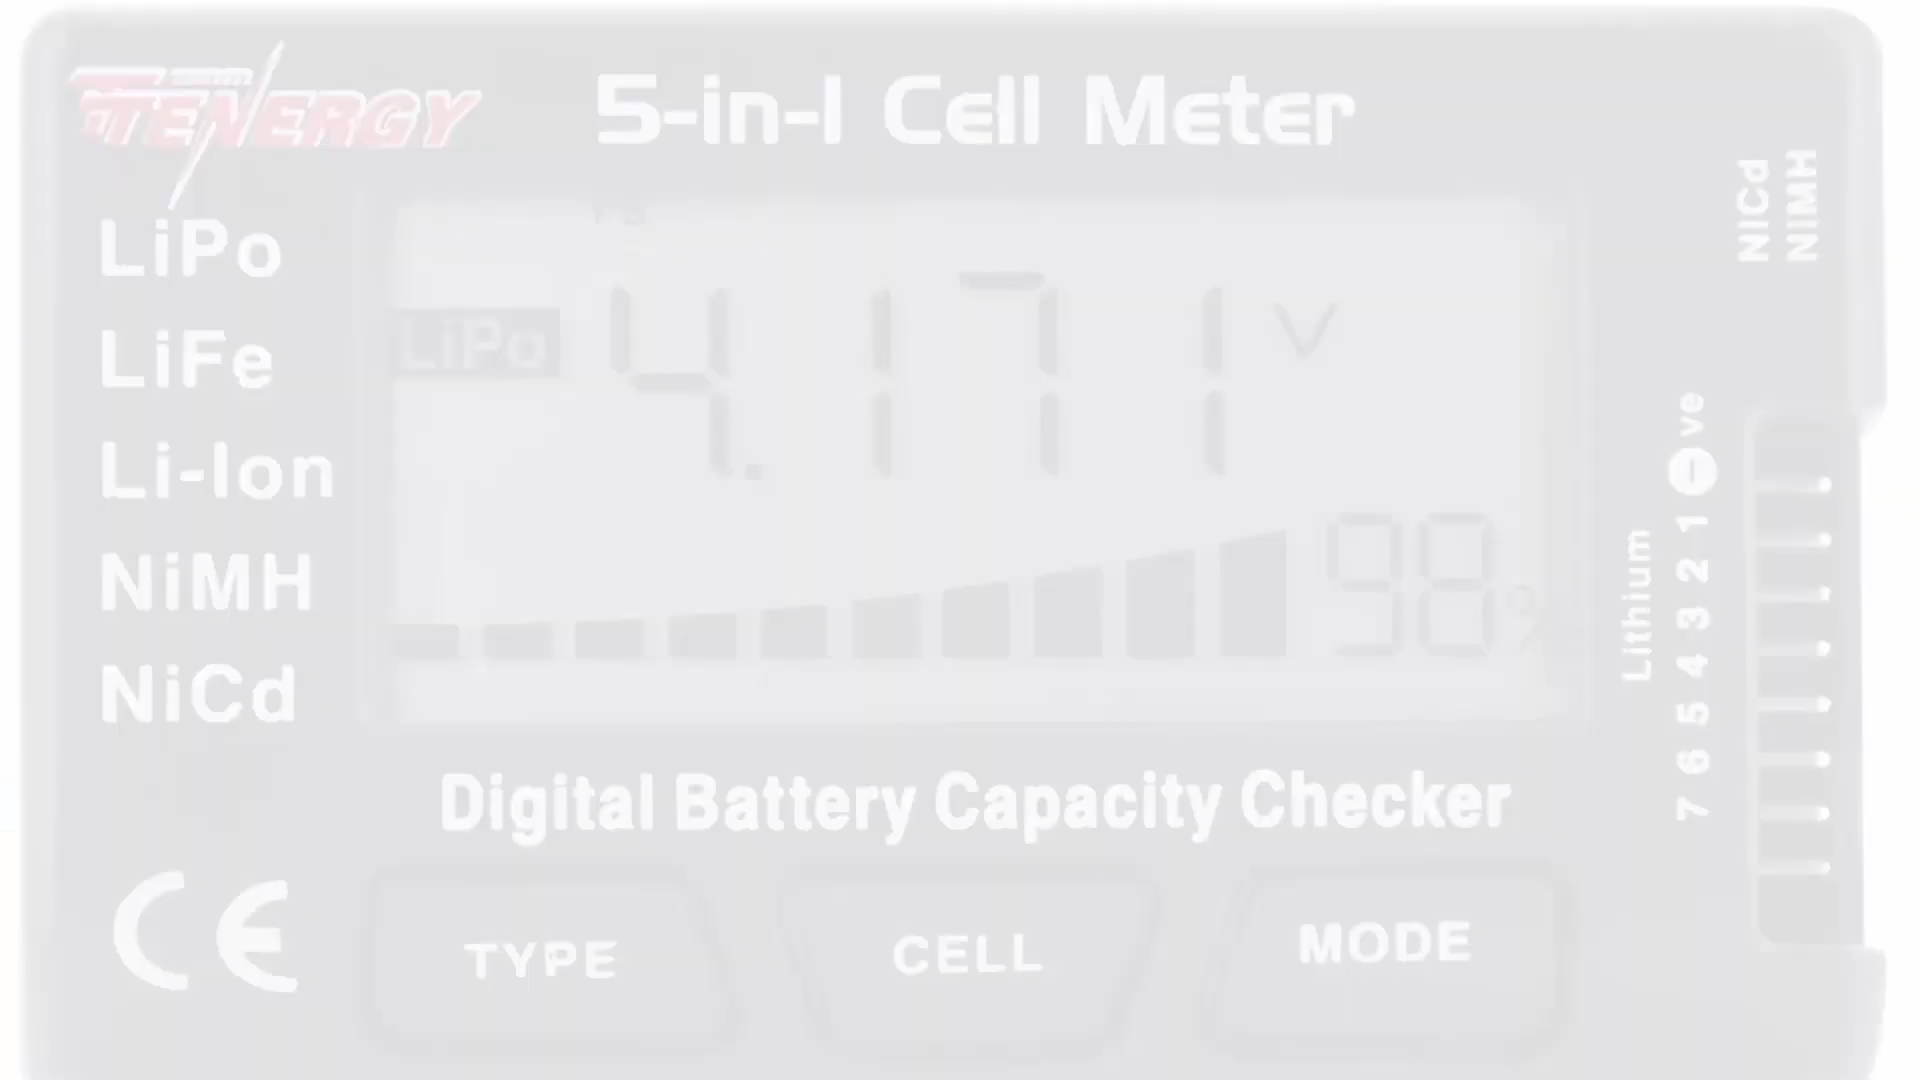 TENERGY
5-in-1 Cell Meter
LiPo
LiFe
Li-Ion
NiMH
NiCd
LiPo 4.171 V
98%
NiCd
NiMH
Lithium
7 6 5 4 3 2 1 - ve
Digital Battery Capacity Checker
CE
TYPE
CELL
MODE